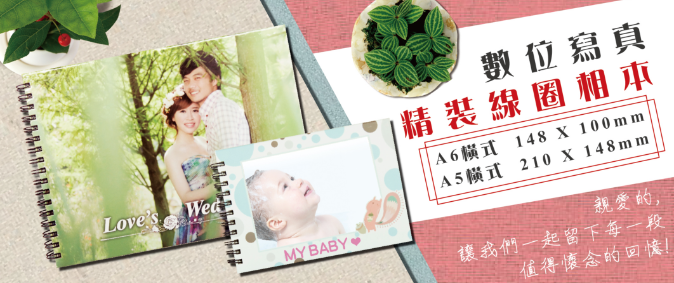 數位寫真
精裝線圈相本
A6橫式 148 X 100mm
A5橫式 210 X 148mm
親愛的,
讓我們一起留下每一段
值得懷念的回憶!
Love's Wed
MY BABY